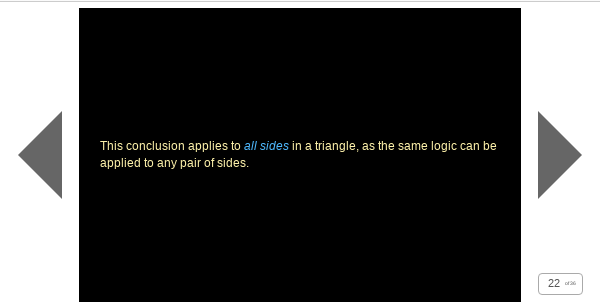 This conclusion applies to all sides in a triangle, as the same logic can be
applied to any pair of sides.
22 of 36